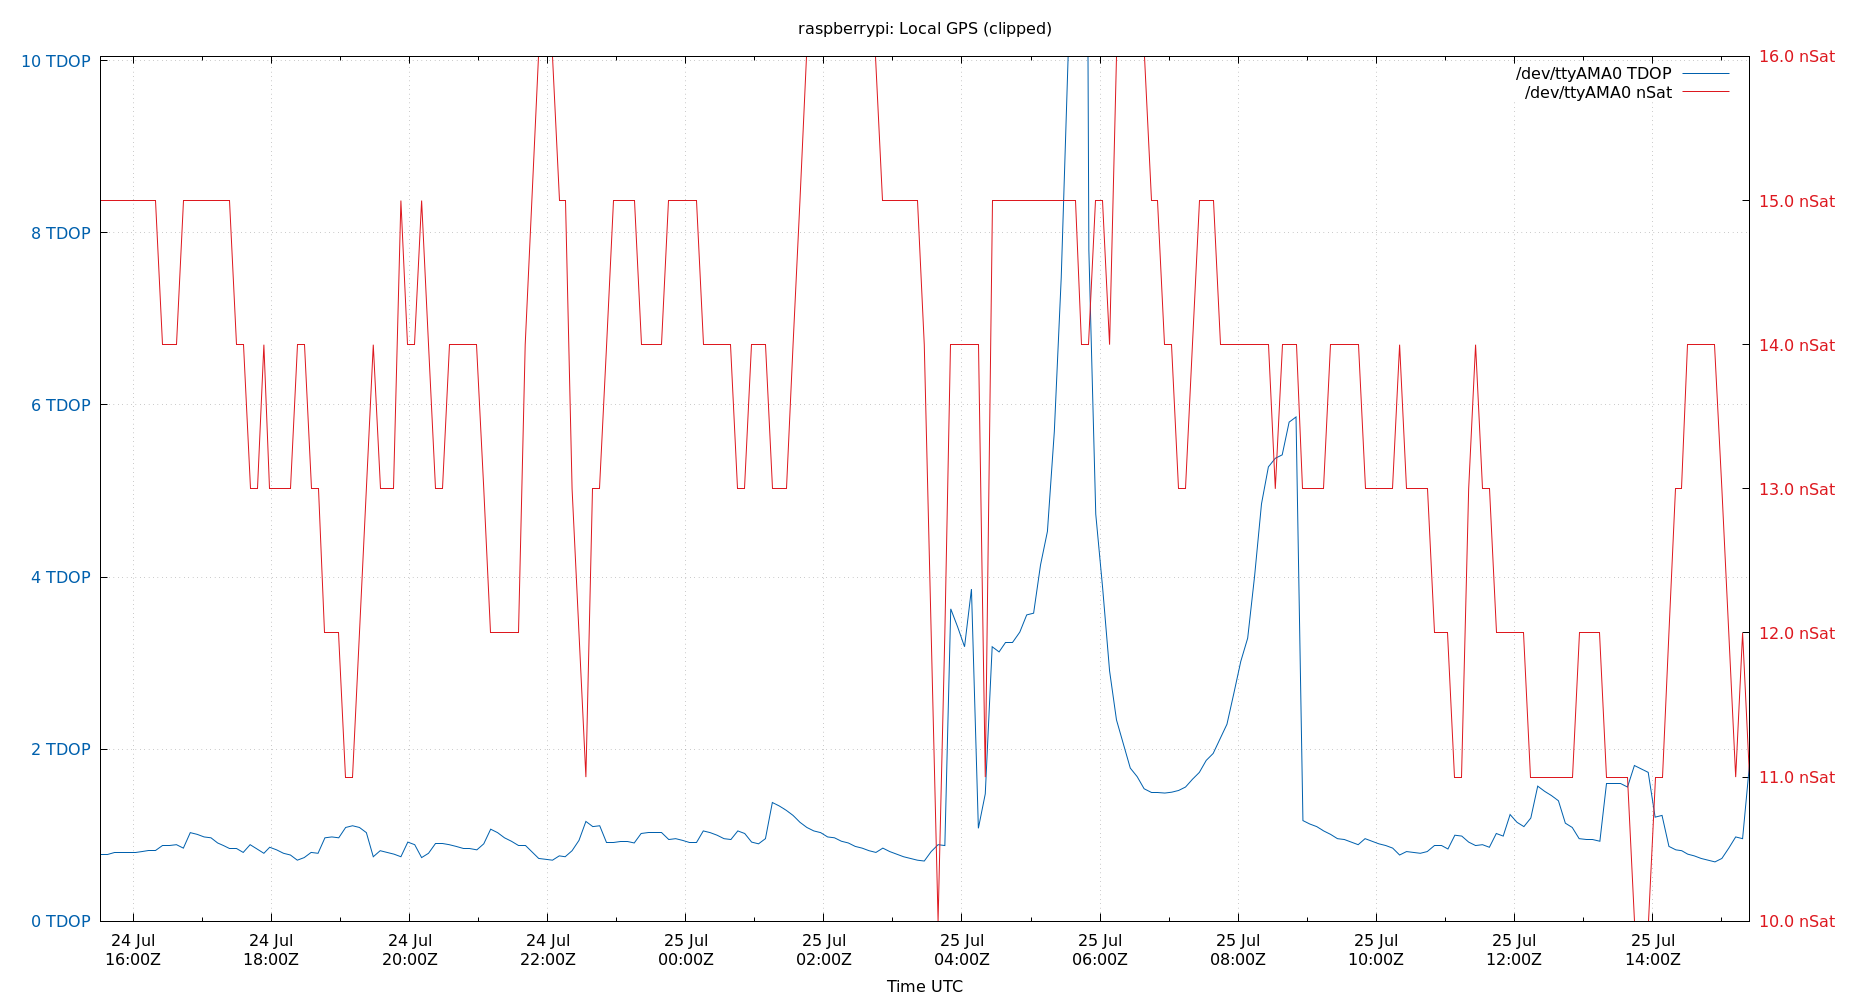 raspberrypi: Local GPS (clipped)
/dev/ttyAMA0 TDOP
/dev/ttyAMA0 nSat
10 TDOP
8 TDOP
6 TDOP
4 TDOP
2 TDOP
0 TDOP
16.0 nSat
15.0 nSat
14.0 nSat
13.0 nSat
12.0 nSat
11.0 nSat
10.0 nSat
24 Jul
16:00Z
24 Jul
18:00Z
24 Jul
20:00Z
24 Jul
22:00Z
25 Jul
00:00Z
25 Jul
02:00Z
25 Jul
04:00Z
25 Jul
06:00Z
25 Jul
08:00Z
25 Jul
10:00Z
25 Jul
12:00Z
25 Jul
14:00Z
Time UTC